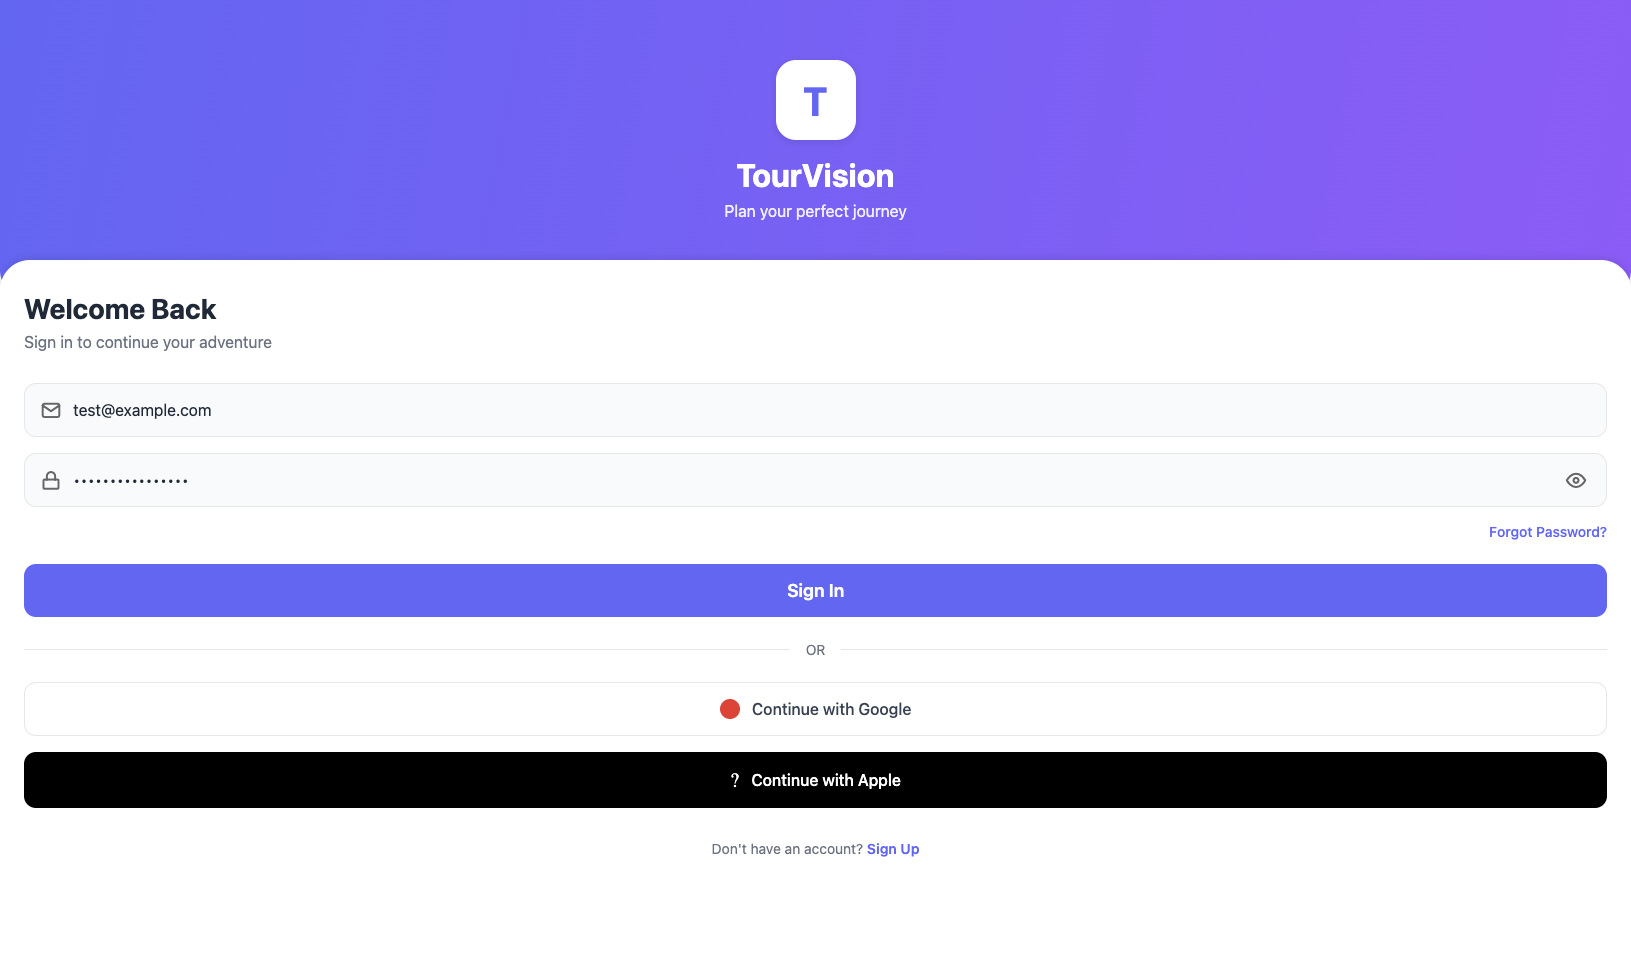 T
TourVision
Plan your perfect journey
Welcome Back
Sign in to continue your adventure
test@example.com
••••••••••••••••
Forgot Password?
Sign In
OR
Continue with Google
? Continue with Apple
Don't have an account? Sign Up